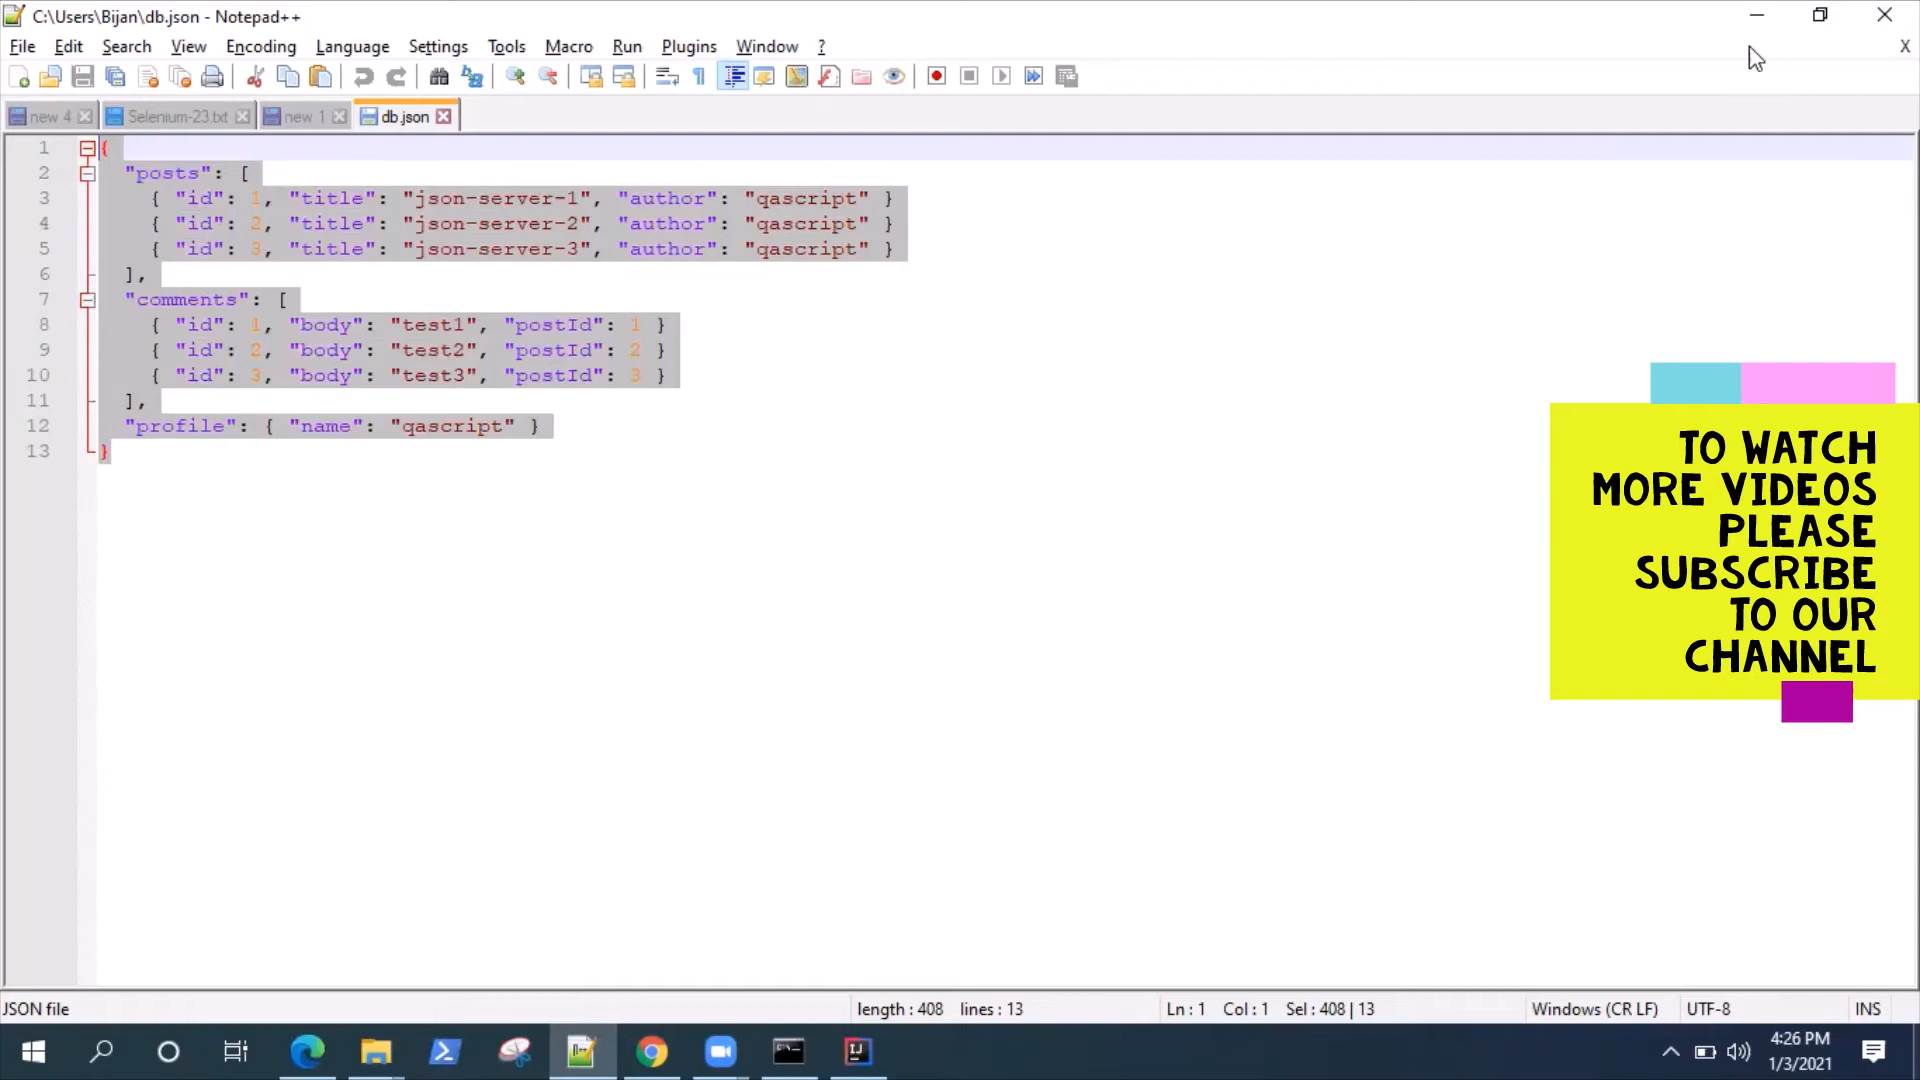 C:\Users\Bijan\db.json - Notepad++
File Edit Search View Encoding Language Settings Tools Macro Run Plugins Window ?
X
new 4 Selenium-23.txt new 1 db.json
1 {
2 "posts": [
3 { "id": 1, "title": "json-server-1", "author": "qascript" }
4 { "id": 2, "title": "json-server-2", "author": "qascript" }
5 { "id": 3, "title": "json-server-3", "author": "qascript" }
6 ],
7 "comments": [
8 { "id": 1, "body": "test1", "postId": 1 }
9 { "id": 2, "body": "test2", "postId": 2 }
10 { "id": 3, "body": "test3", "postId": 3 }
11 ],
12 "profile": { "name": "qascript" }
13 }
TO WATCH
MORE VIDEOS
PLEASE
SUBSCRIBE
TO OUR
CHANNEL
JSON file length : 408 lines : 13 Ln : 1 Col : 1 Sel : 408 | 13 Windows (CR LF) UTF-8 INS
4:26 PM
1/3/2021